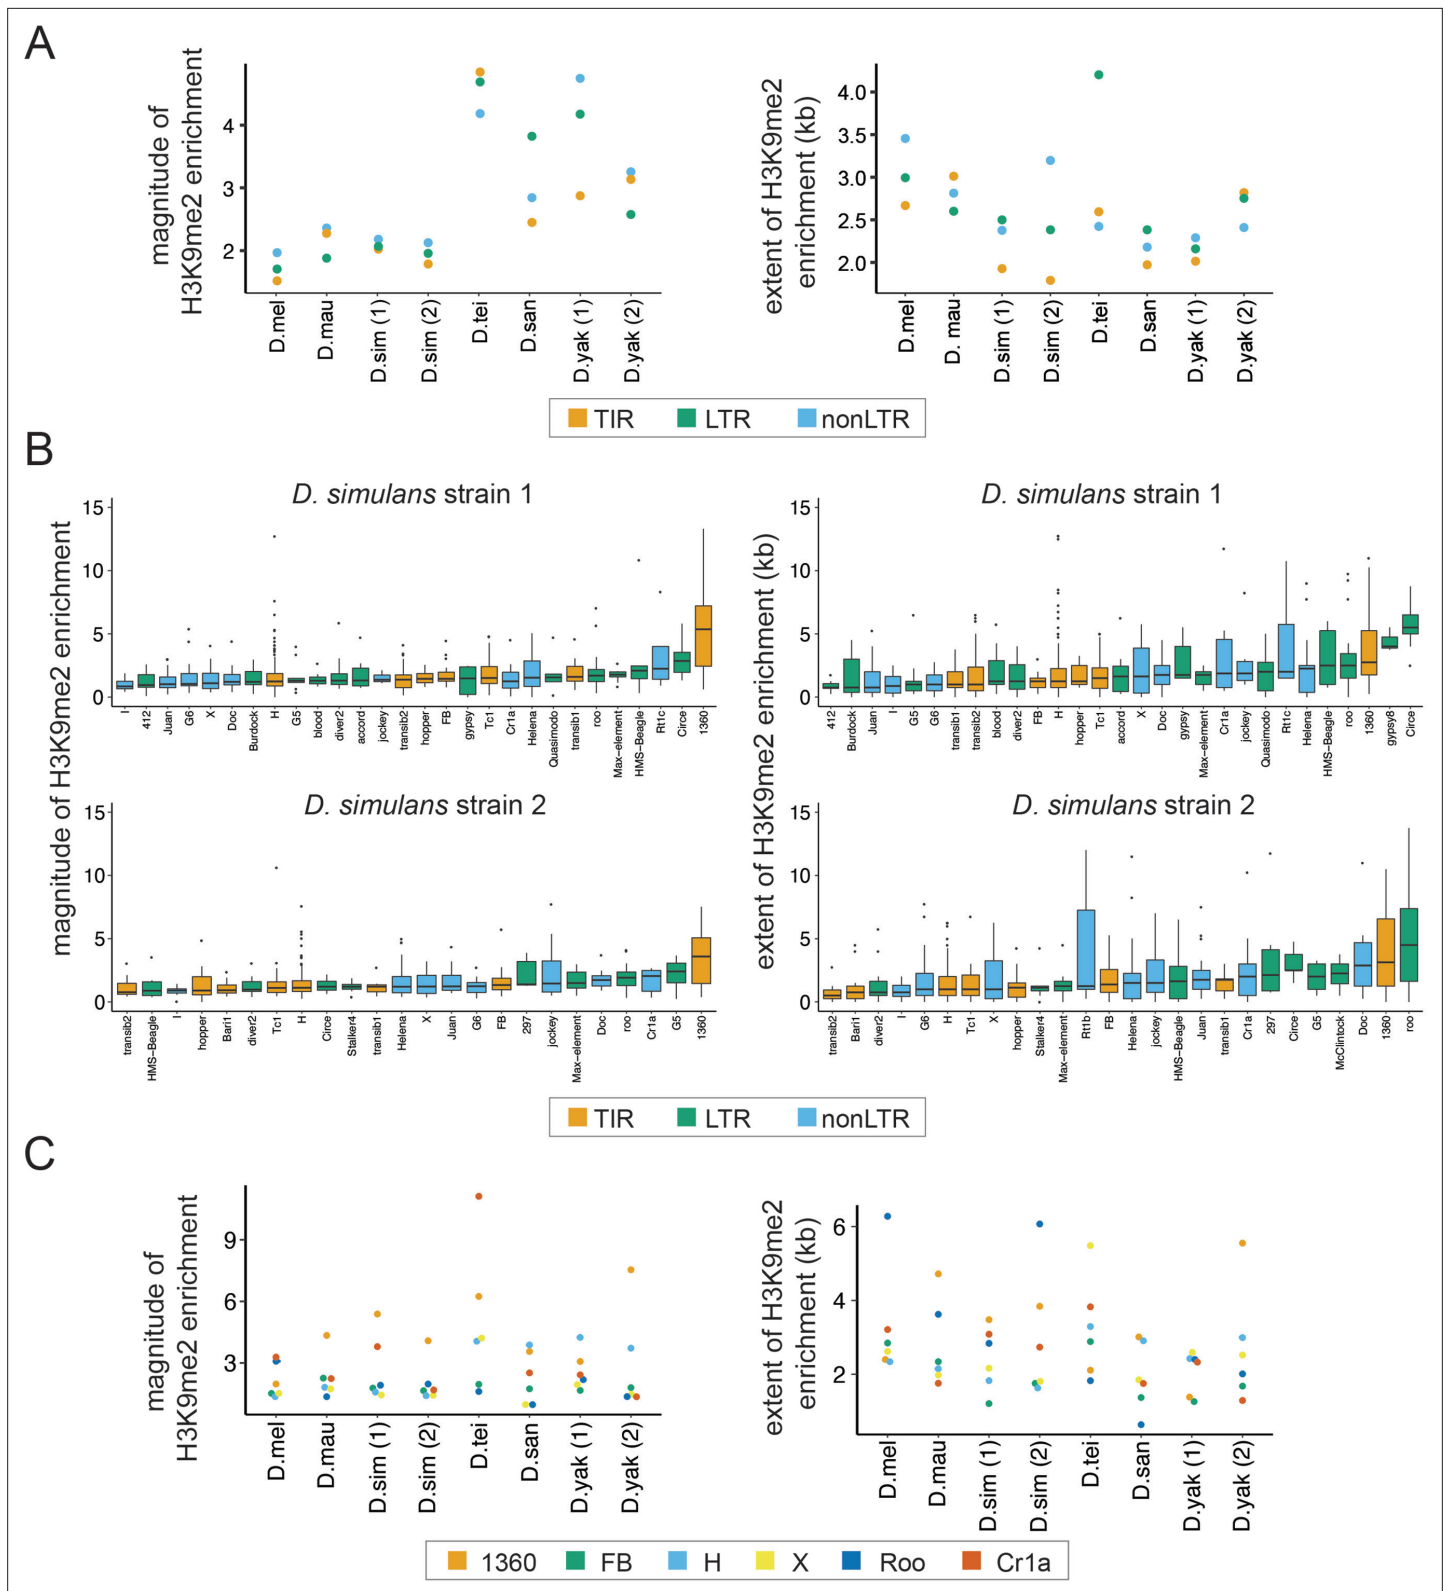 A
magnitude of
H3K9me2 enrichment
4
3
2
D.mel
D.mau
D.sim (1)
D.sim (2)
D.tei
D.san
D.yak (1)
D.yak (2)
extent of H3K9me2
enrichment (kb)
4.0
3.5
3.0
2.5
2.0
D.mel
D. mau
D.sim (1)
D.sim (2)
D.tei
D.san
D.yak (1)
D.yak (2)
TIR LTR nonLTR
B
magnitude of H3K9me2 enrichment
D. simulans strain 1
15
10
5
0
I
412
Juan
G6
X
Doc
Burdock
H
G5
blood
diver2
accord
jockey
transib2
hopper
FB
gypsy
Tc1
Cr1a
Helena
Quasimodo
transib1
roo
Max-element
HMS-Beagle
Rt1c
Circe
1360
extent of H3K9me2 enrichment (kb)
D. simulans strain 1
15
10
5
0
412
Burdock
Juan
I
G5
G6
transib1
transib2
blood
diver2
FB
H
hopper
Tc1
accord
X
Doc
gypsy
Max-element
Cr1a
jockey
Quasimodo
Rt1c
Helena
HMS-Beagle
roo
1360
gypsy8
Circe
D. simulans strain 2
15
10
5
0
transib2
HMS-Beagle
I
hopper
Bari1
diver2
Tc1
H
Circe
Stalker4
transib1
Helena
X
Juan
G6
FB
297
jockey
Max-element
Doc
roo
Cr1a
G5
1360
D. simulans strain 2
15
10
5
0
transib2
Bari1
diver2
I
G6
H
Tc1
X
hopper
Stalker4
Max-element
Rt1b
FB
Helena
jockey
HMS-Beagle
Juan
transib1
Cr1a
297
Circe
G5
McClintock
Doc
1360
roo
TIR LTR nonLTR
C
magnitude of
H3K9me2 enrichment
9
6
3
D.mel
D.mau
D.sim (1)
D.sim (2)
D.tei
D.san
D.yak (1)
D.yak (2)
extent of H3K9me2
enrichment (kb)
6
4
2
D.mel
D.mau
D.sim (1)
D.sim (2)
D.tei
D.san
D.yak (1)
D.yak (2)
1360 FB H X Roo Cr1a